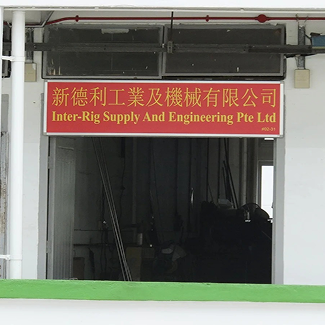 新德利工業及機械有限公司
Inter-Rig Supply And Engineering Pte Ltd